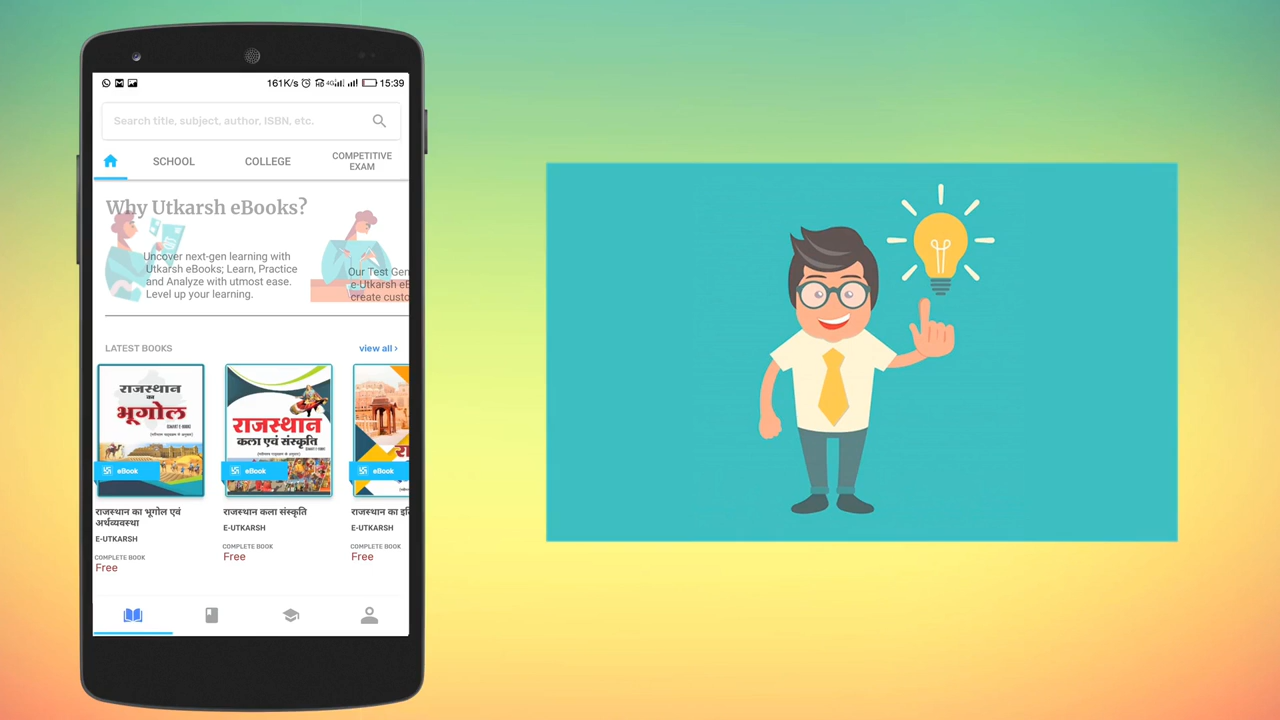 161K/s 4G 15:39
Search title, subject, author, ISBN, etc.
SCHOOL
COLLEGE
COMPETITIVE
EXAM
Why Utkarsh eBooks?
Uncover next-gen learning with
Utkarsh eBooks; Learn, Practice
and Analyze with utmost ease.
Level up your learning.
Our Test Gen
e-Utkarsh eB
create custo
LATEST BOOKS
view all ›
राजस्थान
का
भूगोल
eBook
राजस्थान
कला एवं संस्कृति
eBook
eBook
राजस्थान का भूगोल एवं
अर्थव्यवस्था
E-UTKARSH
COMPLETE BOOK
Free
राजस्थान कला संस्कृति
E-UTKARSH
COMPLETE BOOK
Free
राजस्थान का इति
E-UTKARSH
COMPLETE BOOK
Free